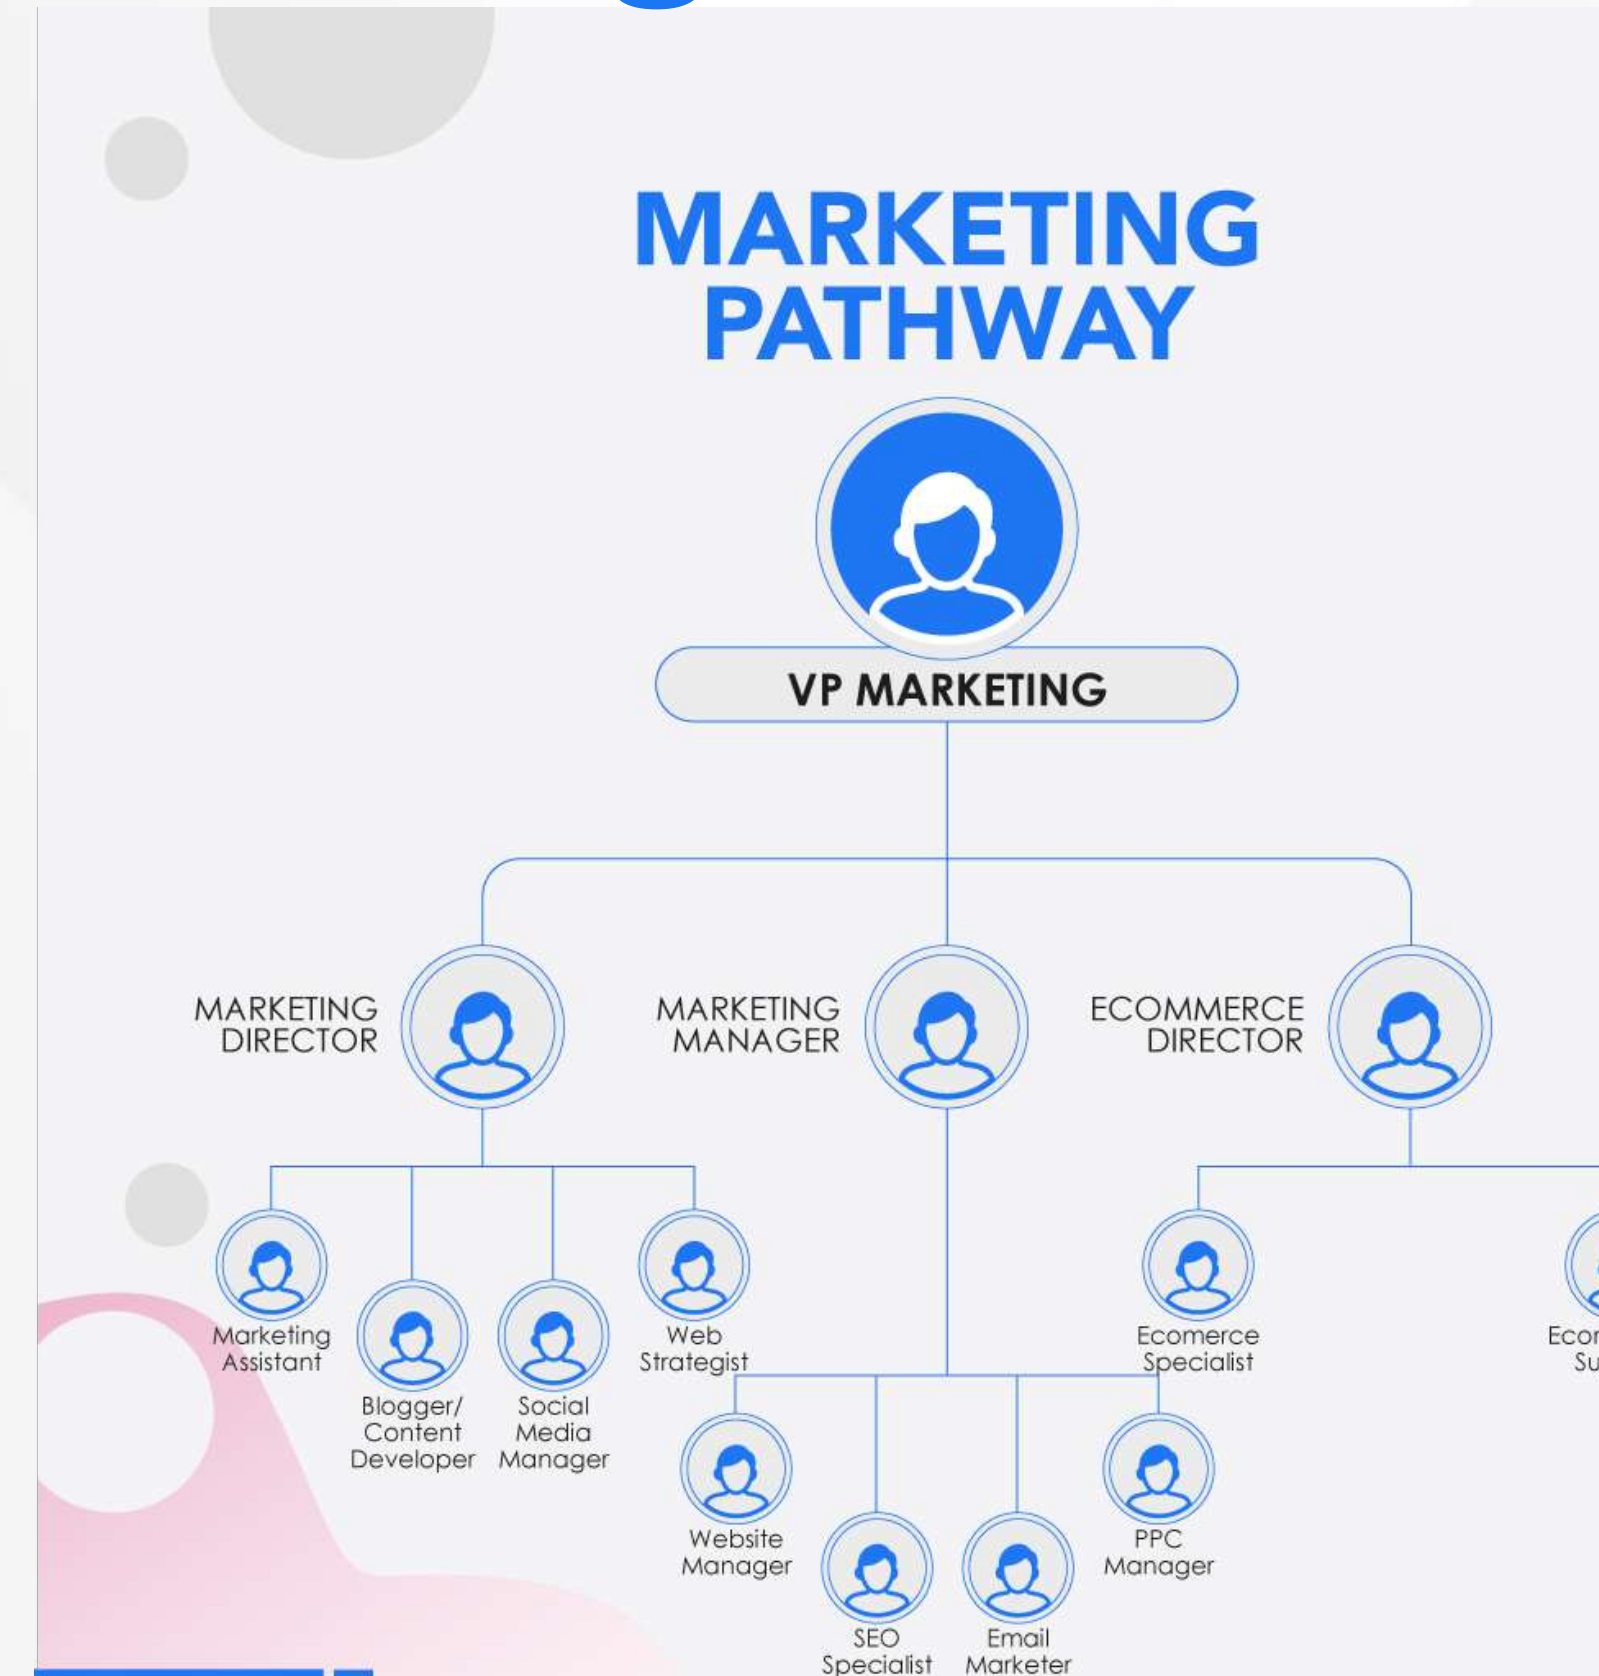 MARKETING
PATHWAY
VP MARKETING
MARKETING
DIRECTOR
MARKETING
MANAGER
ECOMMERCE
DIRECTOR
Marketing
Assistant
Blogger/
Content
Developer
Social
Media
Manager
Web
Strategist
Ecomerce
Specialist
Website
Manager
SEO
Specialist
Email
Marketer
PPC
Manager